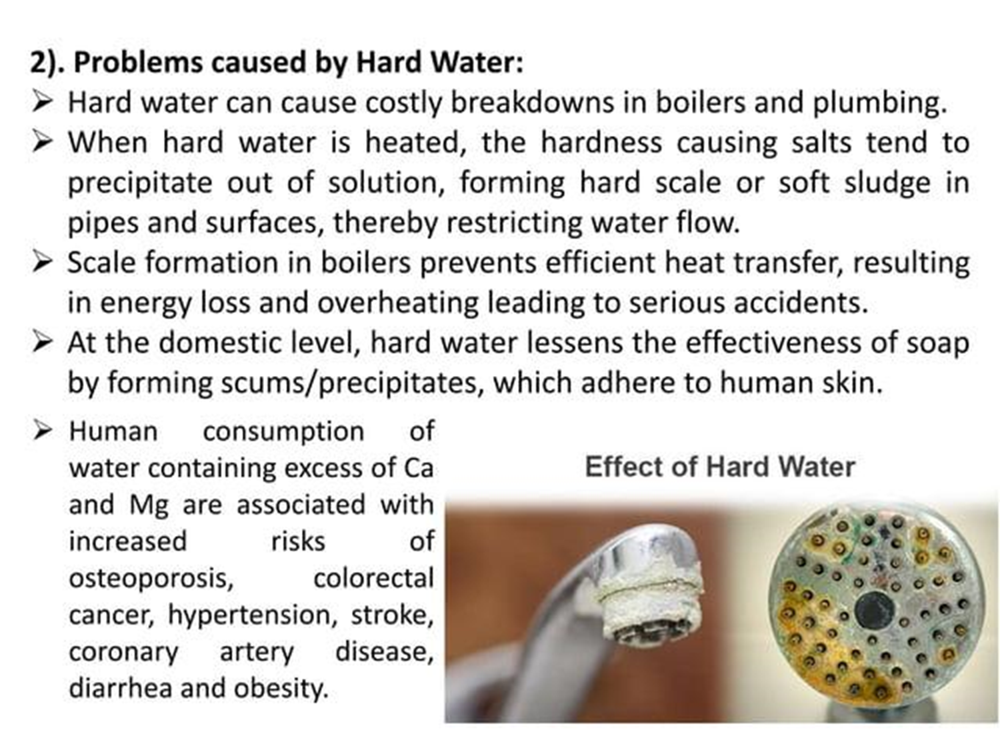 2). Problems caused by Hard Water:
➢ Hard water can cause costly breakdowns in boilers and plumbing.
➢ When hard water is heated, the hardness causing salts tend to
precipitate out of solution, forming hard scale or soft sludge in
pipes and surfaces, thereby restricting water flow.
➢ Scale formation in boilers prevents efficient heat transfer, resulting
in energy loss and overheating leading to serious accidents.
➢ At the domestic level, hard water lessens the effectiveness of soap
by forming scums/precipitates, which adhere to human skin.
➢ Human consumption of
water containing excess of Ca
and Mg are associated with
increased risks of
osteoporosis, colorectal
cancer, hypertension, stroke,
coronary artery disease,
diarrhea and obesity.
Effect of Hard Water